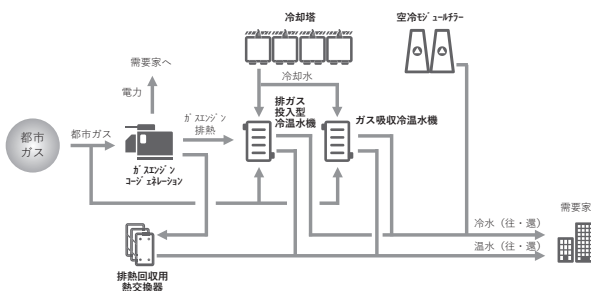 冷却塔
空冷ﾓｼﾞｭｰﾙﾁﾗｰ
需要家へ
電力
冷却水
都市
ガス
都市ガス
ｶﾞｽｴﾝｼﾞﾝ
排熱
排ガス
投入型
冷温水機
ガス吸収冷温水機
ｶﾞｽｴﾝｼﾞﾝ
ｺｰｼﾞｪﾈﾚｰｼｮﾝ
需要家
冷水（往・還）
温水（往・還）
排熱回収用
熱交換器